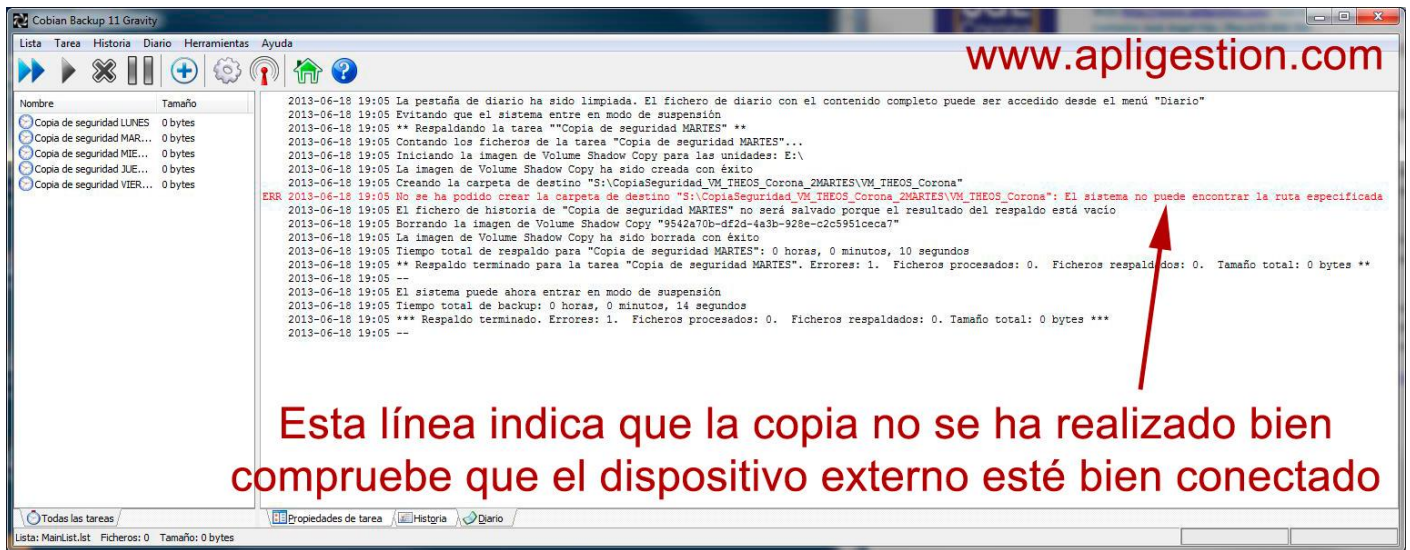 Cobian Backup 11 Gravity
Lista Tarea Historia Diario Herramientas Ayuda
www.apligestion.com
Nombre Tamaño
Copia de seguridad LUNES 0 bytes
Copia de seguridad MAR... 0 bytes
Copia de seguridad MIE... 0 bytes
Copia de seguridad JUE... 0 bytes
Copia de seguridad VIER... 0 bytes
2013-06-18 19:05 La pestaña de diario ha sido limpiada. El fichero de diario con el contenido completo puede ser accedido desde el menú "Diario"
2013-06-18 19:05 Evitando que el sistema entre en modo de suspensión
2013-06-18 19:05 ** Respaldando la tarea ""Copia de seguridad MARTES" **
2013-06-18 19:05 Contando los ficheros de la tarea "Copia de seguridad MARTES"...
2013-06-18 19:05 Iniciando la imagen de Volume Shadow Copy para las unidades: E:\
2013-06-18 19:05 La imagen de Volume Shadow Copy ha sido creada con éxito
2013-06-18 19:05 Creando la carpeta de destino "S:\CopiaSeguridad_VM_THEOS_Corona_2MARTES\VM_THEOS_Corona"
ERR 2013-06-18 19:05 No se ha podido crear la carpeta de destino "S:\CopiaSeguridad_VM_THEOS_Corona_2MARTES\VM_THEOS_Corona": El sistema no puede encontrar la ruta especificada
2013-06-18 19:05 El fichero de historia de "Copia de seguridad MARTES" no será salvado porque el resultado del respaldo está vacío
2013-06-18 19:05 Borrando la imagen de Volume Shadow Copy "9542a70b-df2d-4a3b-928e-c2c5951ceca7"
2013-06-18 19:05 La imagen de Volume Shadow Copy ha sido borrada con éxito
2013-06-18 19:05 Tiempo total de respaldo para "Copia de seguridad MARTES": 0 horas, 0 minutos, 10 segundos
2013-06-18 19:05 ** Respaldo terminado para la tarea "Copia de seguridad MARTES". Errores: 1. Ficheros procesados: 0. Ficheros respaldados: 0. Tamaño total: 0 bytes **
2013-06-18 19:05 --
2013-06-18 19:05 El sistema puede ahora entrar en modo de suspensión
2013-06-18 19:05 Tiempo total de backup: 0 horas, 0 minutos, 14 segundos
2013-06-18 19:05 *** Respaldo terminado. Errores: 1. Ficheros procesados: 0. Ficheros respaldados: 0. Tamaño total: 0 bytes ***
2013-06-18 19:05 --
Esta línea indica que la copia no se ha realizado bien
compruebe que el dispositivo externo esté bien conectado
Todas las tareas
Propiedades de tarea Historia Diario
Lista: MainList.lst Ficheros: 0 Tamaño: 0 bytes